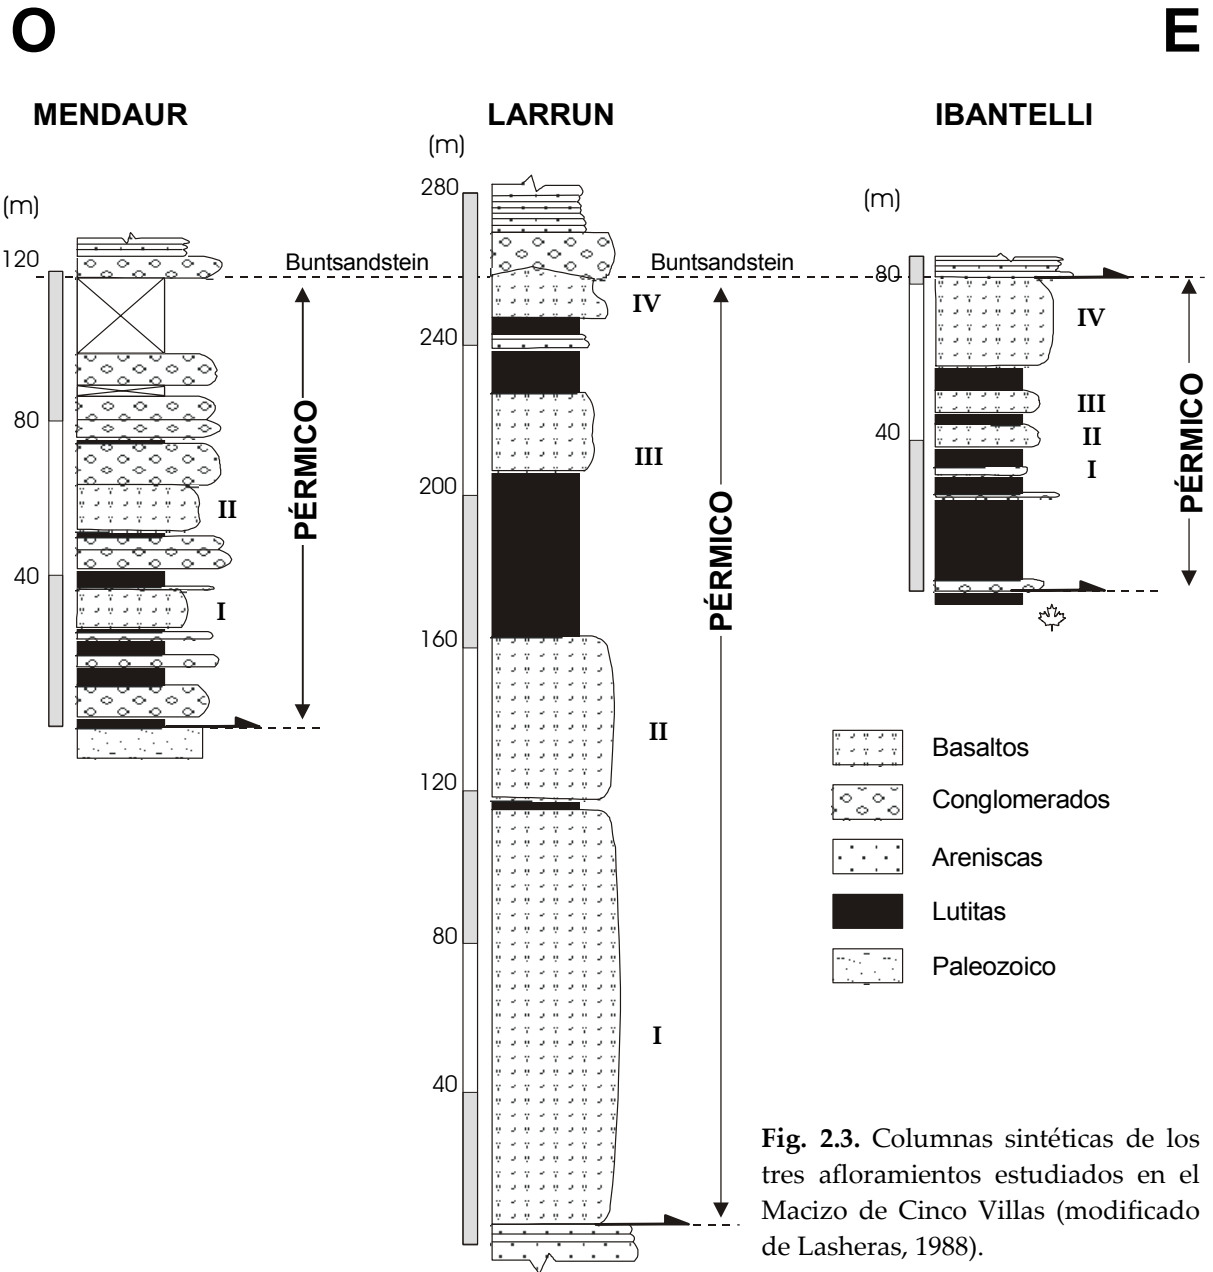 O
E
MENDAUR
LARRUN
IBANTELLI
(m)
(m)
(m)
280
120
Buntsandstein
Buntsandstein
80
IV
IV
240
PÉRMICO
80
III
III
40
II
I
II
200
PÉRMICO
PÉRMICO
40
I
160
II
120
80
I
40
Basaltos
Conglomerados
Areniscas
Lutitas
Paleozoico
Fig. 2.3. Columnas sintéticas de los
tres afloramientos estudiados en el
Macizo de Cinco Villas (modificado
de Lasheras, 1988).